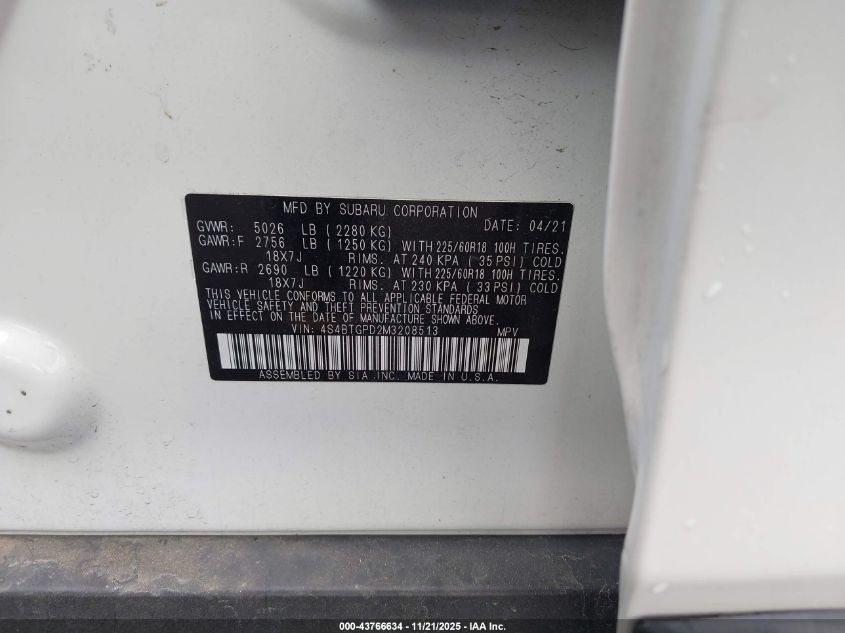 MFD BY SUBARU CORPORATION
DATE: 04/21
GVWR: 5026 LB ( 2280 KG)
GAWR:F 2756 LB ( 1250 KG) WITH 225/60R18 100H TIRES.
18X7J RIMS. AT 240 KPA ( 35 PSI) COLD
GAWR:R 2690 LB ( 1220 KG) WITH 225/60R18 100H TIRES.
18X7J RIMS. AT 230 KPA ( 33 PSI) COLD
THIS VEHICLE CONFORMS TO ALL APPLICABLE FEDERAL MOTOR
VEHICLE SAFETY AND THEFT PREVENTION STANDARDS
IN EFFECT ON THE DATE OF MANUFACTURE SHOWN ABOVE.
VIN: 4S4BTGPD2M3208513 MPV
ASSEMBLED BY SIA .INC. MADE IN U.S.A.
000-43766634 - 11/21/2025 - IAA Inc.